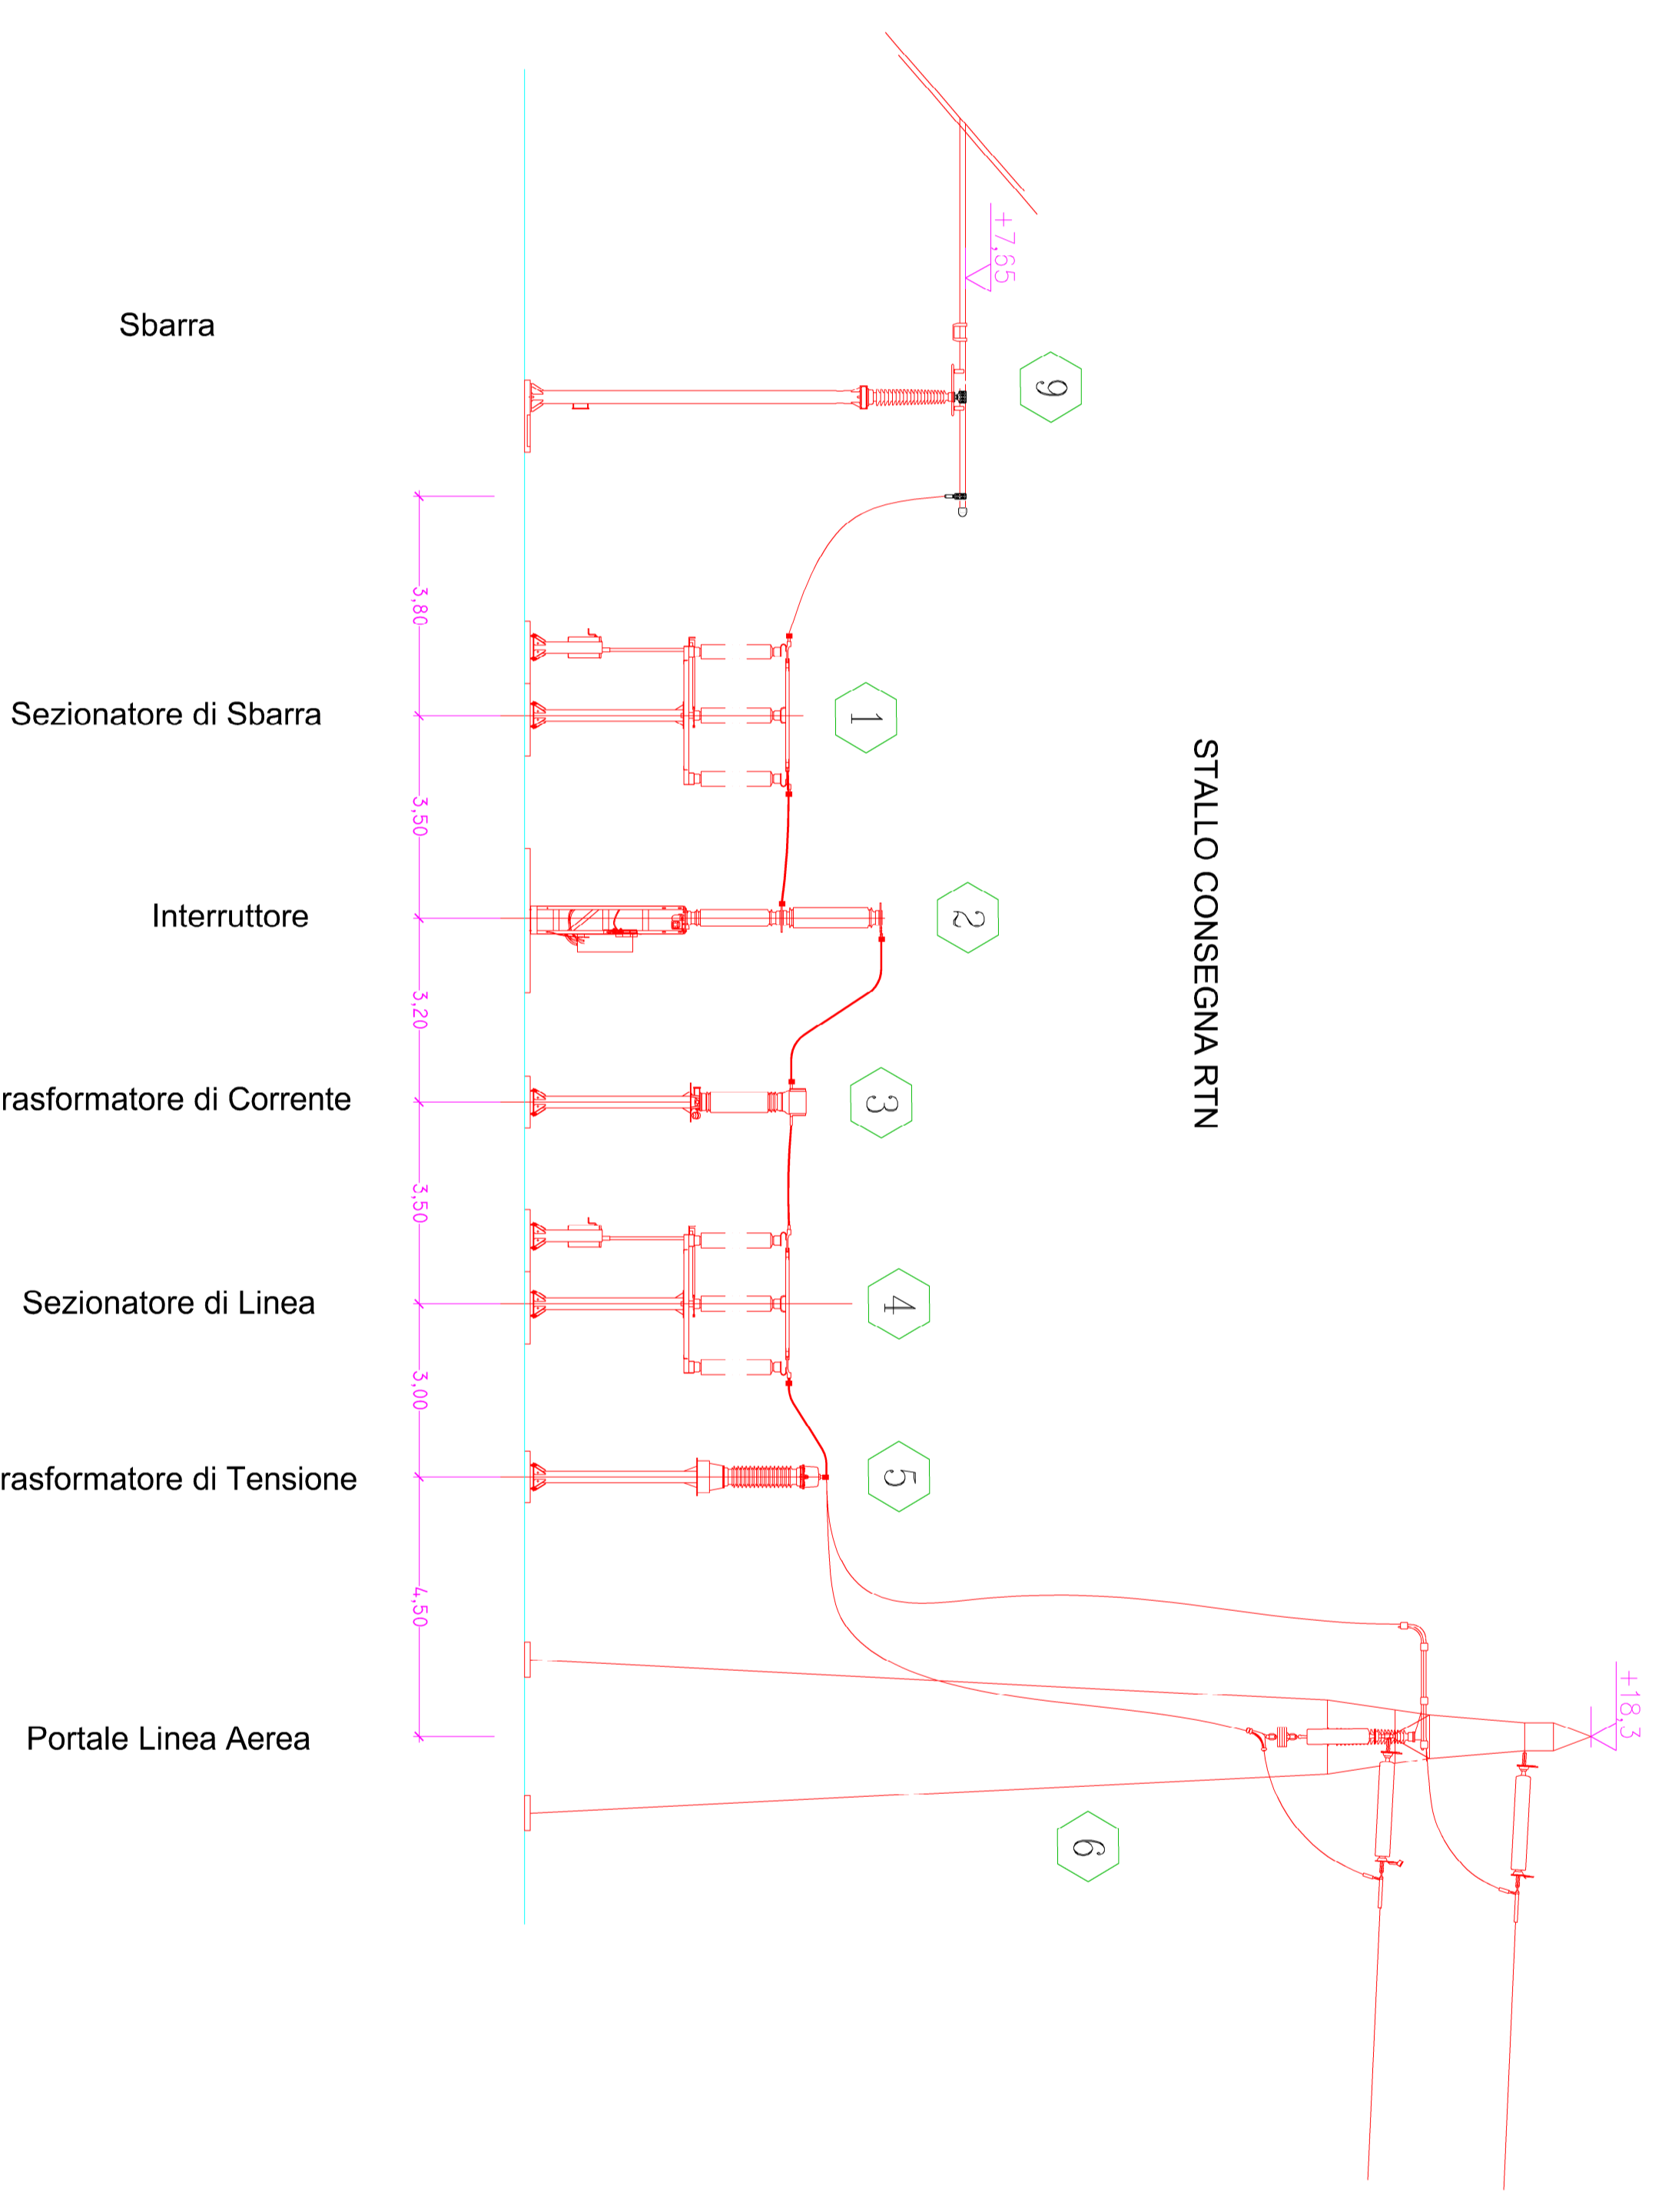 STALLO CONSEGNA RTN
+7,65
+18,3
9
1
2
3
4
5
6
3,80
3,50
3,20
3,50
3,00
4,50
Sbarra
Sezionatore di Sbarra
Interruttore
rasformatore di Corrente
Sezionatore di Linea
rasformatore di Tensione
Portale Linea Aerea